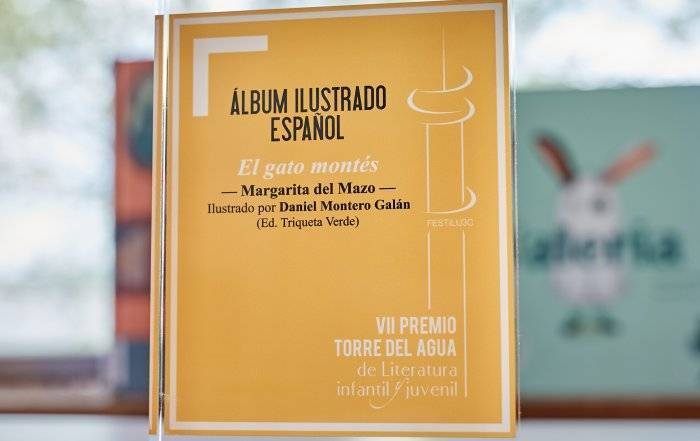 ÁLBUM ILUSTRADO
ESPAÑOL
El gato montés
— Margarita del Mazo —
Ilustrado por Daniel Montero Galán
(Ed. Triqueta Verde)
FESTILIJ3C
VII PREMIO
TORRE DEL AGUA
de Literatura
infantil y juvenil